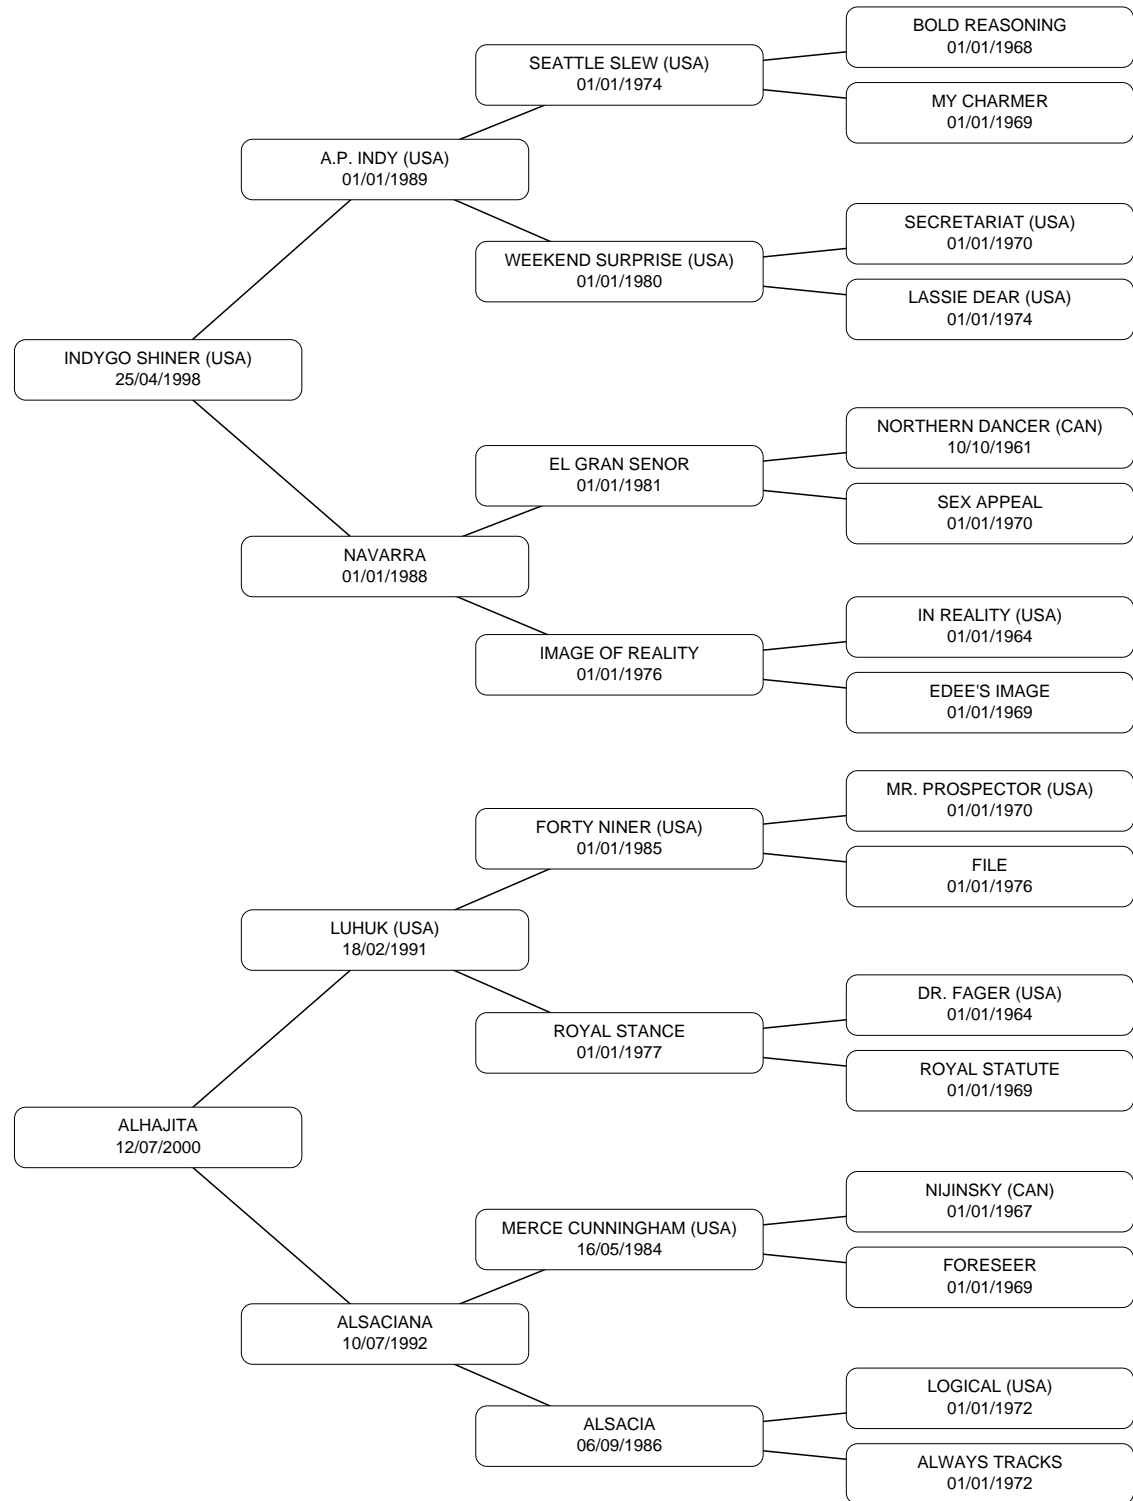 BOLD REASONING
01/01/1968
SEATTLE SLEW (USA)
01/01/1974
MY CHARMER
01/01/1969
A.P. INDY (USA)
01/01/1989
SECRETARIAT (USA)
01/01/1970
WEEKEND SURPRISE (USA)
01/01/1980
LASSIE DEAR (USA)
01/01/1974
INDYGO SHINER (USA)
25/04/1998
NORTHERN DANCER (CAN)
10/10/1961
EL GRAN SENOR
01/01/1981
SEX APPEAL
01/01/1970
NAVARRA
01/01/1988
IN REALITY (USA)
01/01/1964
IMAGE OF REALITY
01/01/1976
EDEE'S IMAGE
01/01/1969
MR. PROSPECTOR (USA)
01/01/1970
FORTY NINER (USA)
01/01/1985
FILE
01/01/1976
LUHUK (USA)
18/02/1991
DR. FAGER (USA)
01/01/1964
ROYAL STANCE
01/01/1977
ROYAL STATUTE
01/01/1969
ALHAJITA
12/07/2000
NIJINSKY (CAN)
01/01/1967
MERCE CUNNINGHAM (USA)
16/05/1984
FORESEER
01/01/1969
ALSACIANA
10/07/1992
LOGICAL (USA)
01/01/1972
ALSACIA
06/09/1986
ALWAYS TRACKS
01/01/1972